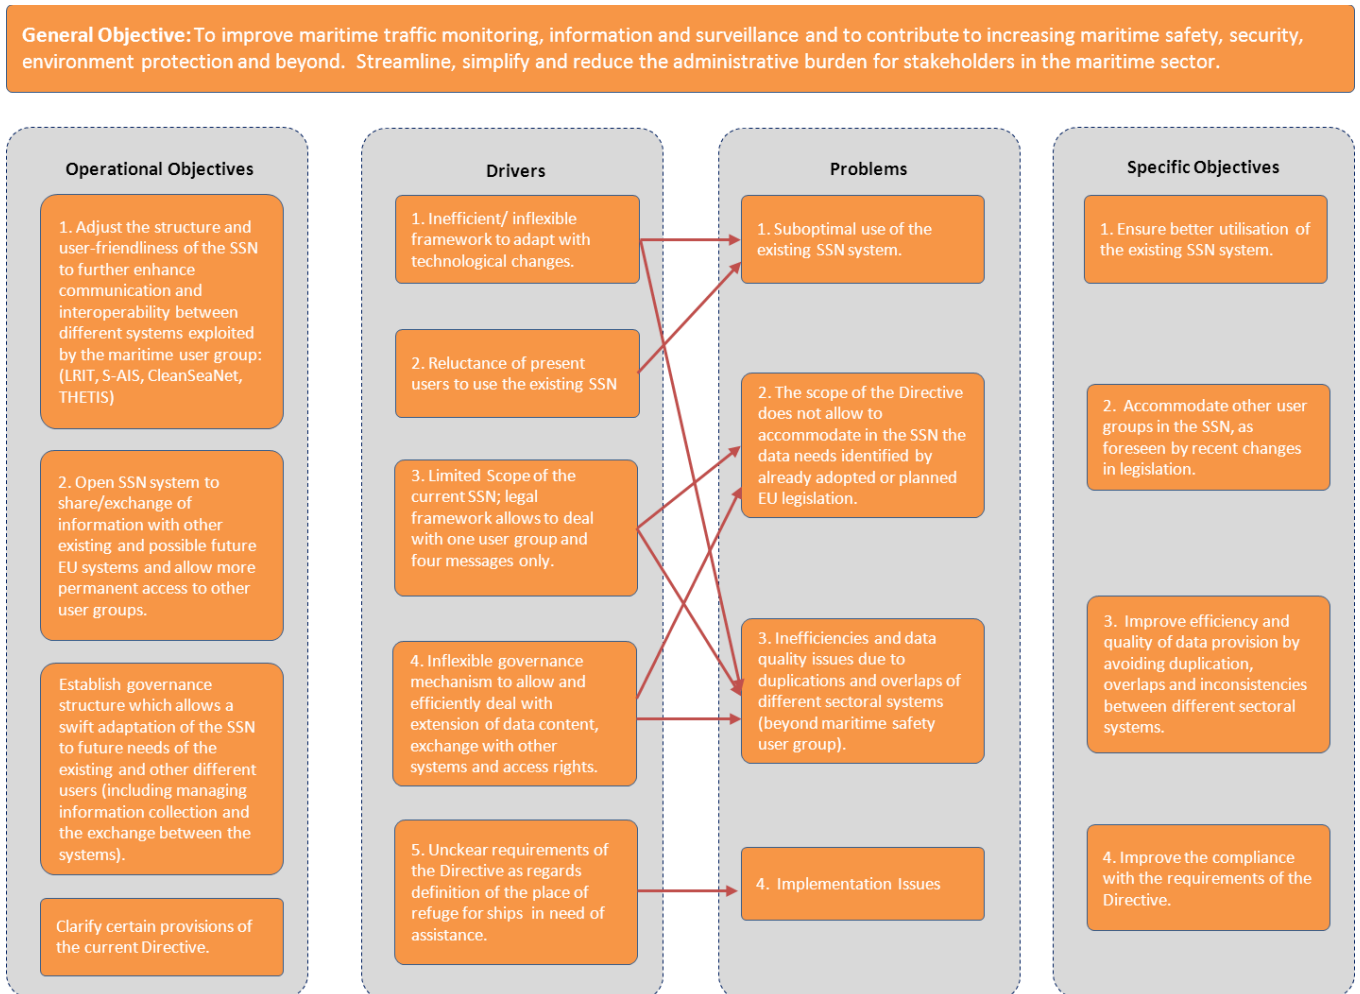 General Objective: To improve maritime traffic monitoring, information and surveillance and to contribute to increasing maritime safety, security,
environment protection and beyond.  Streamline, simplify and reduce the administrative burden for stakeholders in the maritime sector.
Operational Objectives
1. Adjust the structure and
user-friendliness of the SSN
to further enhance
communication and
interoperability between
different systems exploited
by the maritime user group:
(LRIT, S-AIS, CleanSeaNet,
THETIS)
2. Open SSN system to
share/exchange of
information with other
existing and possible future
EU systems and allow more
permanent access to other
user groups.
Establish governance
structure which allows a
swift adaptation of the SSN
to future needs of the
existing and other different
users (including managing
information collection and
the exchange between the
systems).
Clarify certain provisions of
the current Directive.
Drivers
1. Inefficient/ inflexible
framework to adapt with
technological changes.
2. Reluctance of present
users to use the existing SSN
3. Limited Scope of the
current SSN; legal
framework allows to deal
with one user group and
four messages only.
4. Inflexible governance
mechanism to allow and
efficiently deal with
extension of data content,
exchange with other
systems and access rights.
5. Unckear requirements of
the Directive as regards
definition of the place of
refuge for ships in need of
assistance.
Problems
1. Suboptimal use of the
existing SSN system.
2. The scope of the Directive
does not allow to
accommodate in the SSN the
data needs identified by
already adopted or planned
EU legislation.
3. Inefficiencies and data
quality issues due to
duplications and overlaps of
different sectoral systems
(beyond maritime safety
user group).
4. Implementation Issues
Specific Objectives
1. Ensure better utilisation of
the existing SSN system.
2. Accommodate other user
groups in the SSN, as
foreseen by recent changes
in legislation.
3. Improve efficiency and
quality of data provision by
avoiding duplication,
overlaps and inconsistencies
between different sectoral
systems.
4. Improve the compliance
with the requirements of the
Directive.